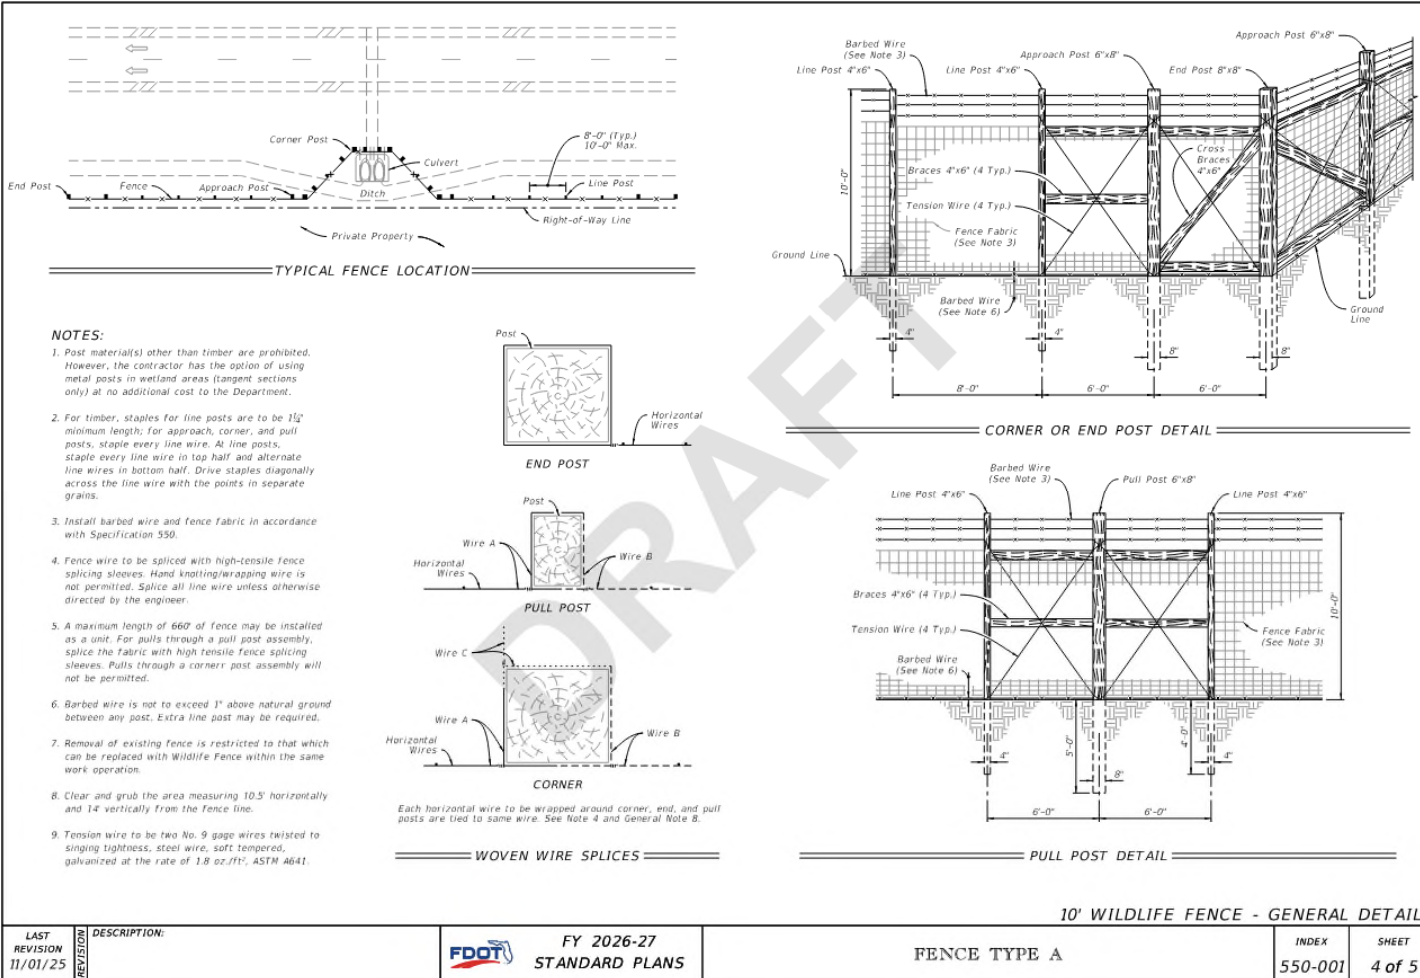 Corner Post
8'-0" (Typ.)
10'-0" Max.
Culvert
End Post
Fence
Approach Post
Ditch
Line Post
Right-of-Way Line
Private Property
TYPICAL FENCE LOCATION
Barbed Wire
(See Note 3)
Line Post 4"x6"
Line Post 4"x6"
Approach Post 6"x8"
End Post 8"x8"
Approach Post 6"x8"
10'-0"
Cross
Braces
4"x6"
Braces 4"x6" (4 Typ.)
Tension Wire (4 Typ.)
Fence Fabric
(See Note 3)
Ground Line
Barbed Wire
(See Note 6)
Ground
Line
4"
4"
8"
8"
8'-0"
6'-0"
6'-0"
CORNER OR END POST DETAIL
NOTES:
1. Post material(s) other than timber are prohibited.
However, the contractor has the option of using
metal posts in wetland areas (tangent sections
only) at no additional cost to the Department.
2. For timber, staples for line posts are to be 1¼"
minimum length; for approach, corner, and pull
posts, staple every line wire. At line posts,
staple every line wire in top half and alternate
line wires in bottom half. Drive staples diagonally
across the line wire with the points in separate
grains.
3. Install barbed wire and fence fabric in accordance
with Specification 550.
4. Fence wire to be spliced with high-tensile fence
splicing sleeves. Hand knotting/wrapping wire is
not permitted. Splice all line wire unless otherwise
directed by the engineer.
5. A maximum length of 660' of fence may be installed
as a unit. For pulls through a pull post assembly,
splice the fabric with high tensile fence splicing
sleeves. Pulls through a cornerr post assembly will
not be permitted.
6. Barbed wire is not to exceed 1" above natural ground
between any post. Extra line post may be required.
7. Removal of existing fence is restricted to that which
can be replaced with Wildlife Fence within the same
work operation.
8. Clear and grub the area measuring 10.5' horizontally
and 14' vertically from the fence line.
9. Tension wire to be two No. 9 gage wires twisted to
singing tightness, steel wire, soft tempered,
galvanized at the rate of 1.8 oz./ft², ASTM A641.
Post
Horizontal
Wires
END POST
Post
Wire A
Wire B
Horizontal
Wires
PULL POST
Wire C
Wire A
Wire B
Horizontal
Wires
CORNER
Each horizontal wire to be wrapped around corner, end, and pull
posts are tied to same wire. See Note 4 and General Note 8.
WOVEN WIRE SPLICES
Barbed Wire
(See Note 3)
Pull Post 6"x8"
Line Post 4"x6"
Line Post 4"x6"
Braces 4"x6" (4 Typ.)
Tension Wire (4 Typ.)
Barbed Wire
(See Note 6)
Fence Fabric
(See Note 3)
10'-0"
5'-0"
4'-0"
4"
8"
4"
6'-0"
6'-0"
PULL POST DETAIL
DRAFT
10' WILDLIFE FENCE - GENERAL DETAIL
LAST
REVISION
11/01/25
REVISION
DESCRIPTION:
FDOT
FY 2026-27
STANDARD PLANS
FENCE TYPE A
INDEX
550-001
SHEET
4 of 5